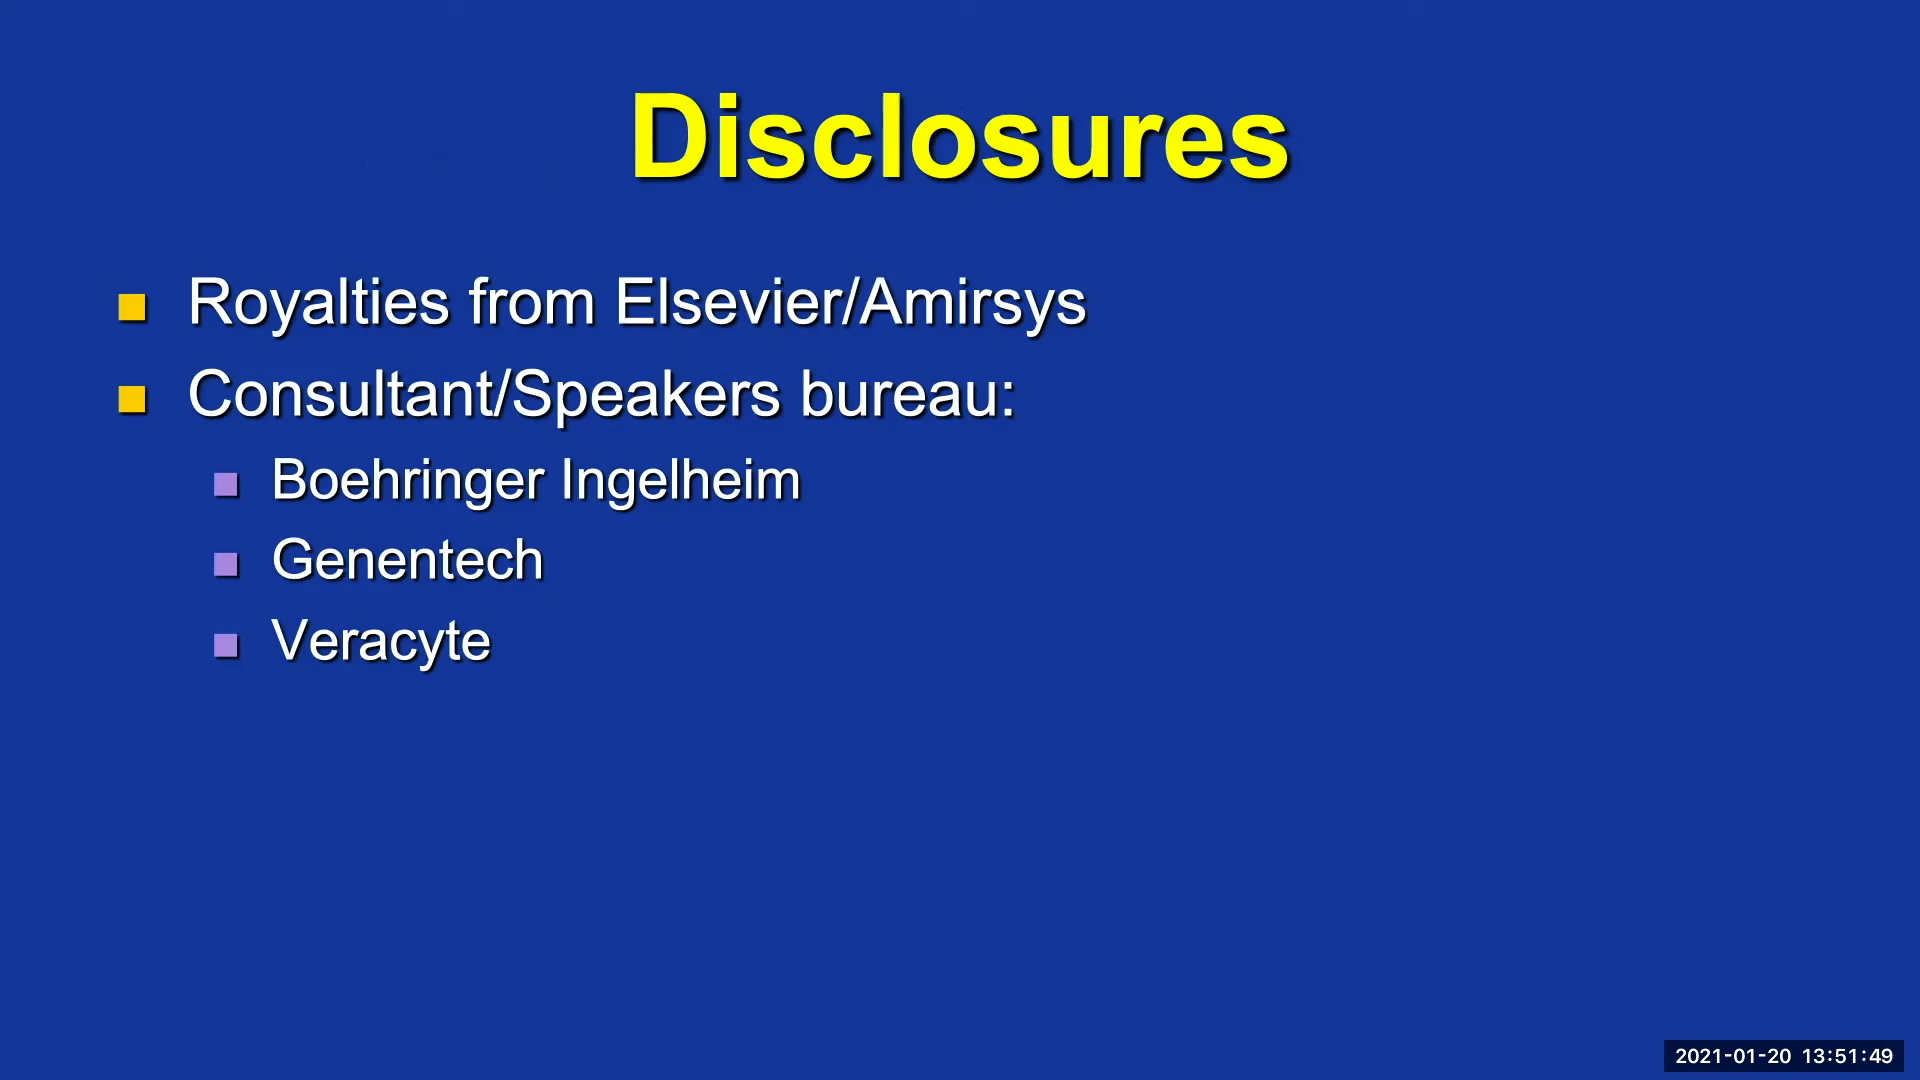 Disclosures
Royalties from Elsevier/Amirsys
Consultant/Speakers bureau:
Boehringer Ingelheim
Genentech
Veracyte
2021-01-20 13:51:49